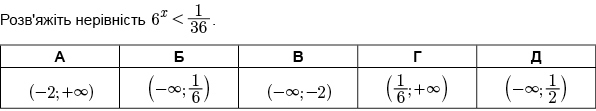 Розв'яжіть нерівність 6^x < 1/36.
А Б В Г Д
(−2;+∞) (−∞; 1/6) (−∞;−2) (1/6;+∞) (−∞; 1/2)